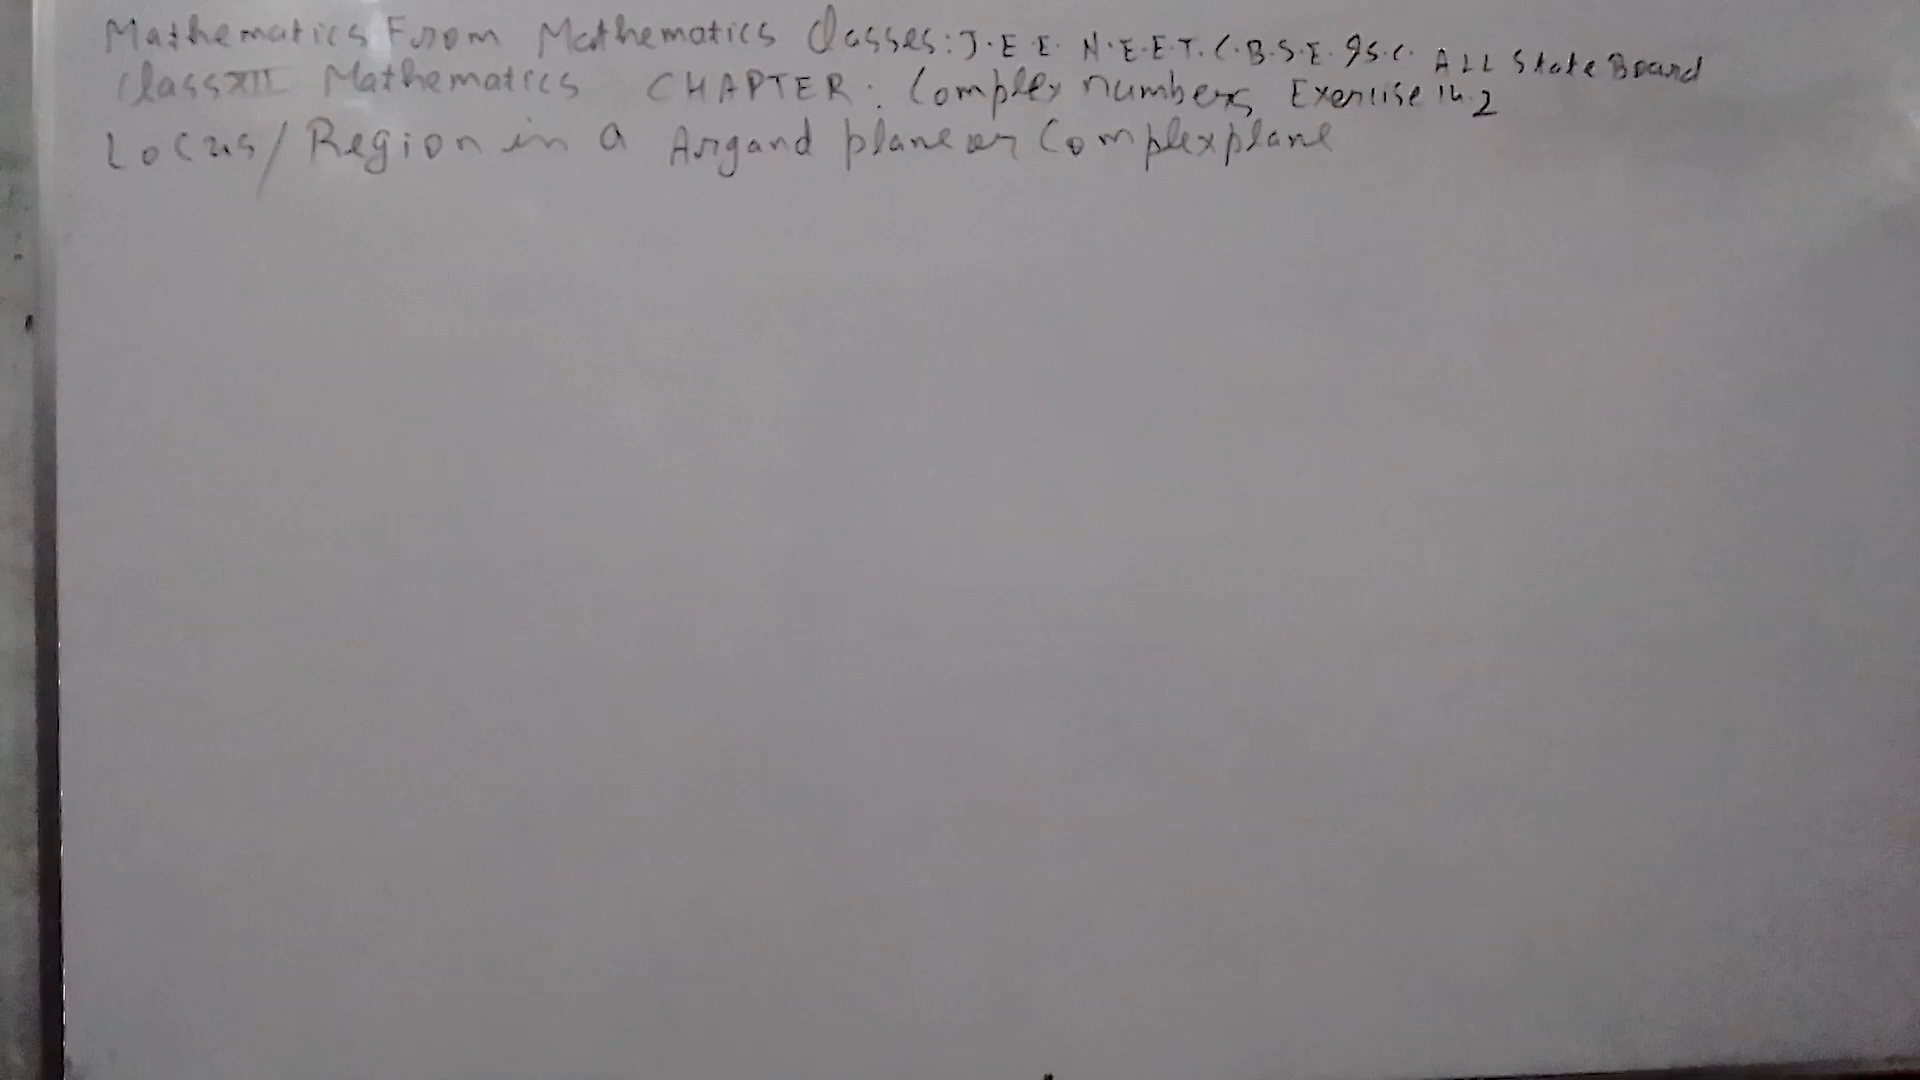 Mathematics From Mathematics Classes: J.E.E. N.E.E.T. C.B.S.E. ISC. ALL State Board
Class XII Mathematics CHAPTER: Complex numbers Exercise 14.2
Locus/Region in a Argand plane or Complex plane